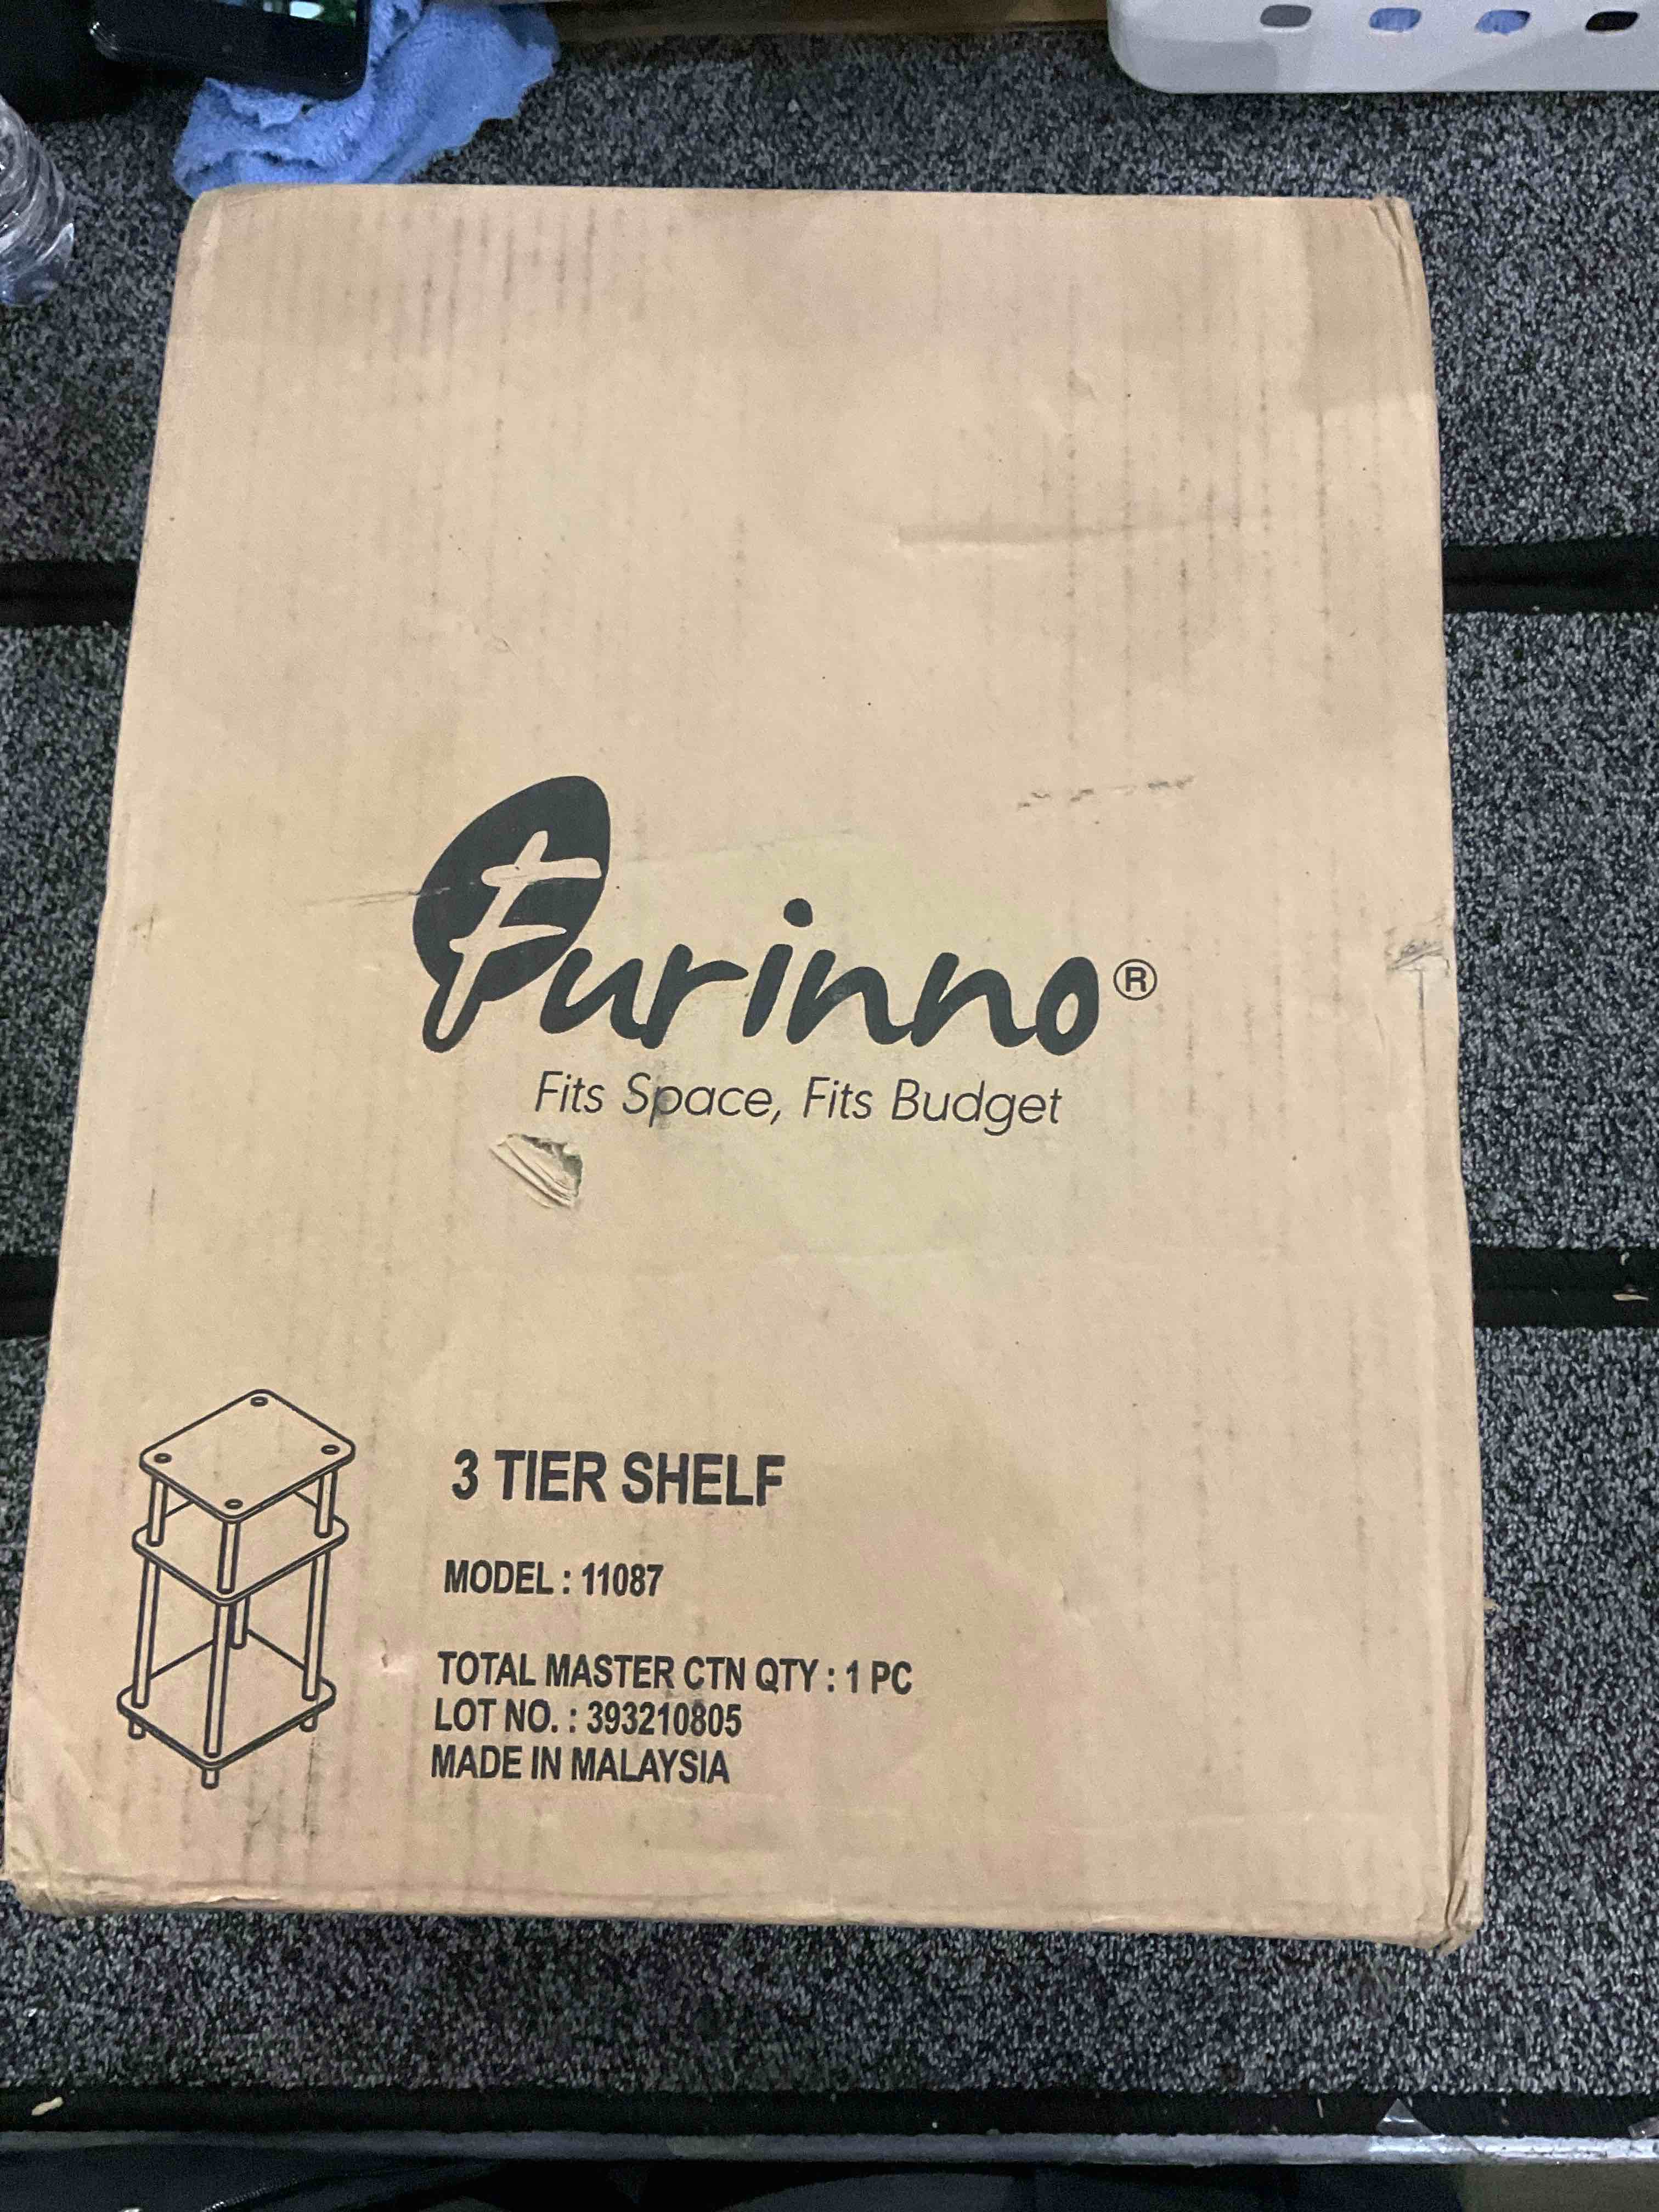 Furinno®
Fits Space, Fits Budget
3 TIER SHELF
MODEL : 11087
TOTAL MASTER CTN QTY : 1 PC
LOT NO. : 393210805
MADE IN MALAYSIA